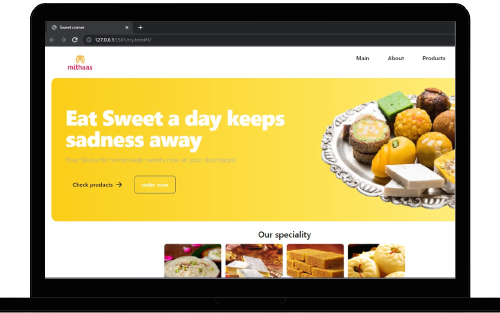 Sweet corner
127.0.0.1:5501/try.html#/
mithaas
Main
About
Products
Eat Sweet a day keeps
sadness away
Your favourite homemade sweets now at your doorsteps!
Check products →
order now
Our speciality